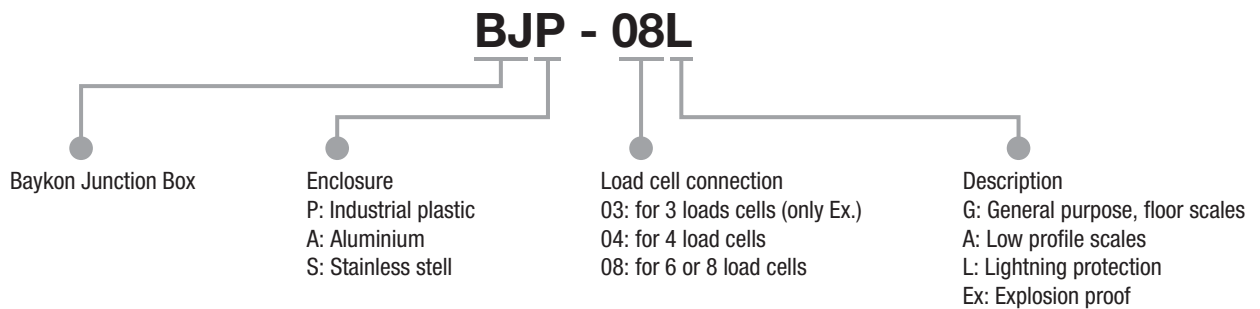 BJP - 08L
Baykon Junction Box
Enclosure
P: Industrial plastic
A: Aluminium
S: Stainless stell
Load cell connection
03: for 3 loads cells (only Ex.)
04: for 4 load cells
08: for 6 or 8 load cells
Description
G: General purpose, floor scales
A: Low profile scales
L: Lightning protection
Ex: Explosion proof